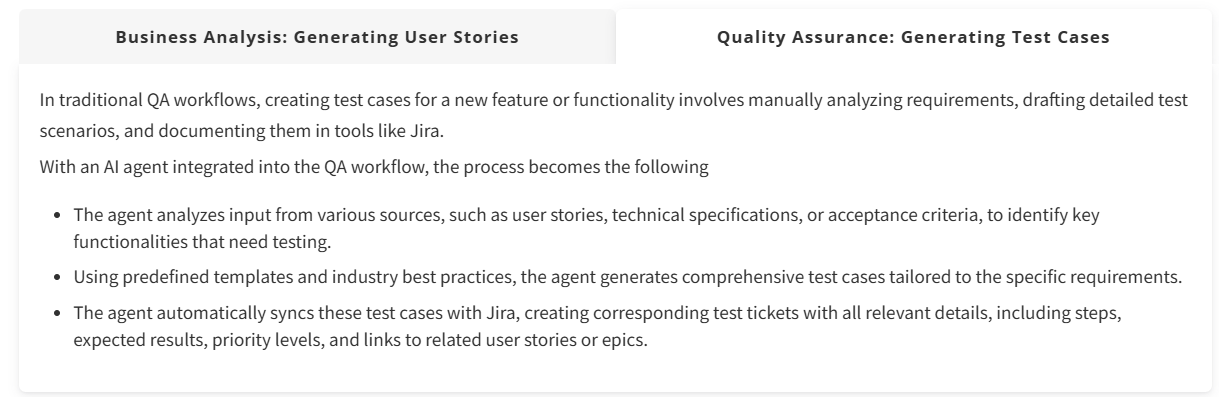 Business Analysis: Generating User Stories
Quality Assurance: Generating Test Cases
In traditional QA workflows, creating test cases for a new feature or functionality involves manually analyzing requirements, drafting detailed test
scenarios, and documenting them in tools like Jira.
With an AI agent integrated into the QA workflow, the process becomes the following
• The agent analyzes input from various sources, such as user stories, technical specifications, or acceptance criteria, to identify key
functionalities that need testing.
• Using predefined templates and industry best practices, the agent generates comprehensive test cases tailored to the specific requirements.
• The agent automatically syncs these test cases with Jira, creating corresponding test tickets with all relevant details, including steps,
expected results, priority levels, and links to related user stories or epics.